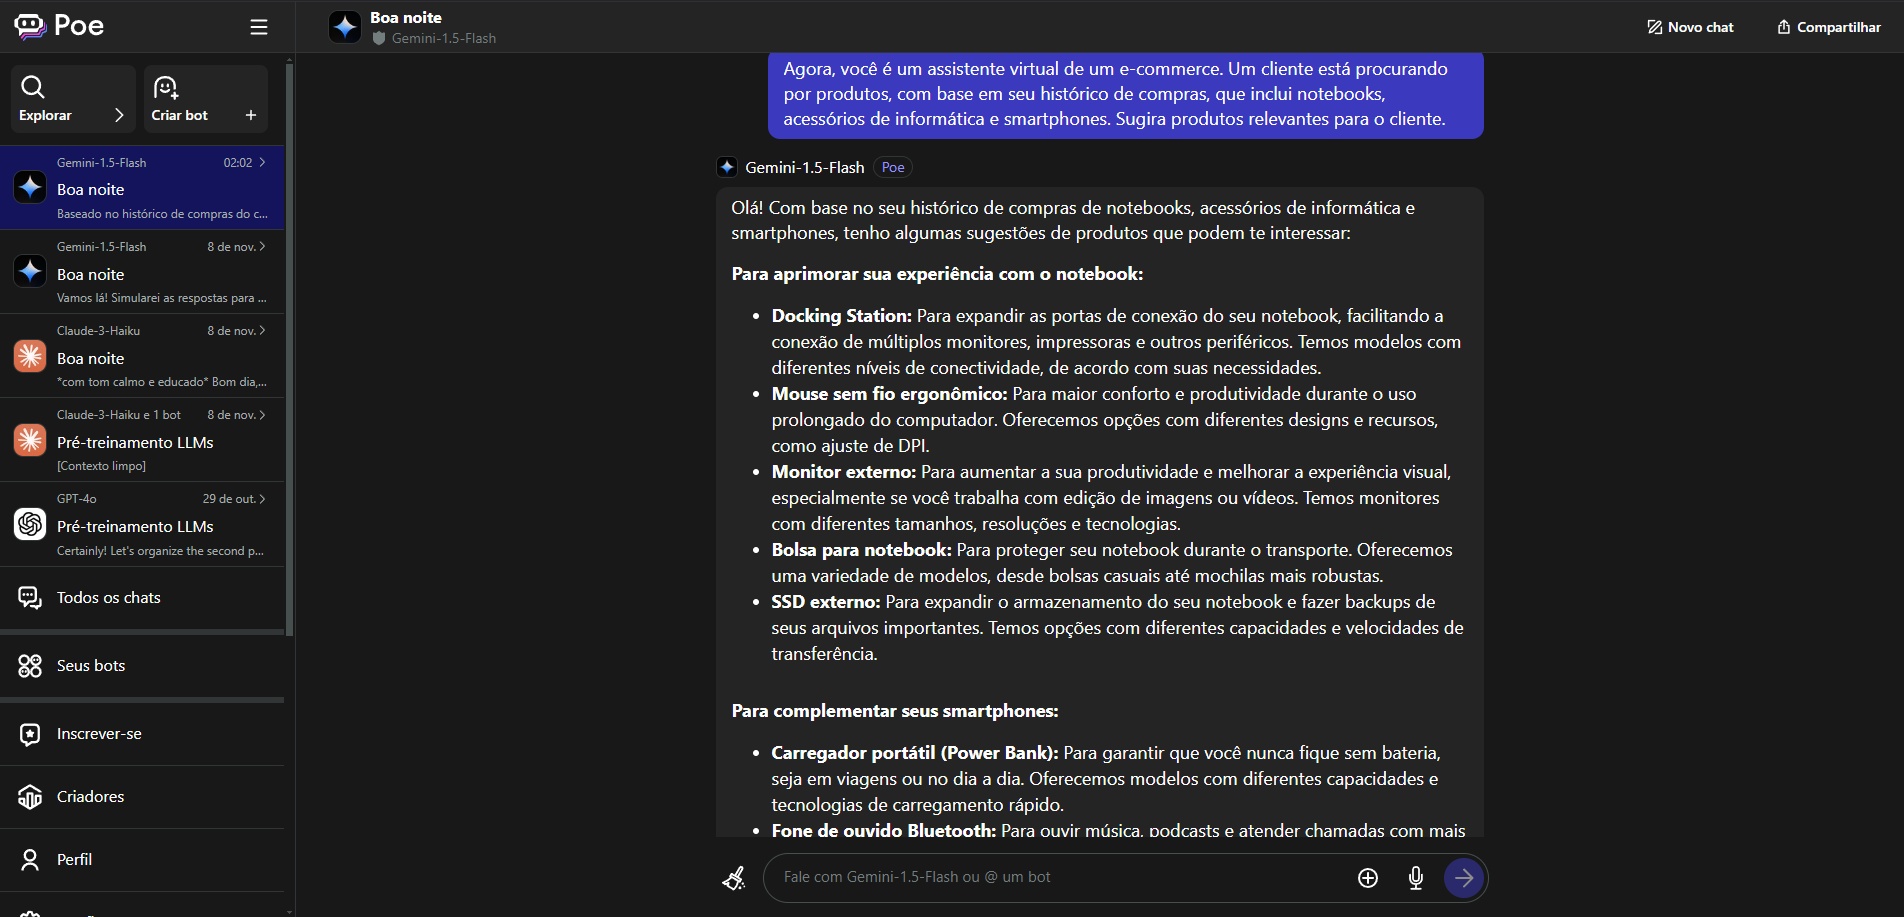 Poe
Explorar
Criar bot
Gemini-1.5-Flash 02:02
Boa noite
Baseado no histórico de compras do c...
Gemini-1.5-Flash 8 de nov.
Boa noite
Vamos lá! Simularei as respostas para ...
Claude-3-Haiku 8 de nov.
Boa noite
*com tom calmo e educado* Bom dia,...
Claude-3-Haiku e 1 bot 8 de nov.
Pré-treinamento LLMs
[Contexto limpo]
GPT-4o 29 de out.
Pré-treinamento LLMs
Certainly! Let's organize the second p...
Todos os chats
Seus bots
Inscrever-se
Criadores
Perfil
Boa noite
Gemini-1.5-Flash
Novo chat
Compartilhar
Agora, você é um assistente virtual de um e-commerce. Um cliente está procurando
por produtos, com base em seu histórico de compras, que inclui notebooks,
acessórios de informática e smartphones. Sugira produtos relevantes para o cliente.
Gemini-1.5-Flash Poe
Olá! Com base no seu histórico de compras de notebooks, acessórios de informática e
smartphones, tenho algumas sugestões de produtos que podem te interessar:
Para aprimorar sua experiência com o notebook:
• Docking Station: Para expandir as portas de conexão do seu notebook, facilitando a
conexão de múltiplos monitores, impressoras e outros periféricos. Temos modelos com
diferentes níveis de conectividade, de acordo com suas necessidades.
• Mouse sem fio ergonômico: Para maior conforto e produtividade durante o uso
prolongado do computador. Oferecemos opções com diferentes designs e recursos,
como ajuste de DPI.
• Monitor externo: Para aumentar a sua produtividade e melhorar a experiência visual,
especialmente se você trabalha com edição de imagens ou vídeos. Temos monitores
com diferentes tamanhos, resoluções e tecnologias.
• Bolsa para notebook: Para proteger seu notebook durante o transporte. Oferecemos
uma variedade de modelos, desde bolsas casuais até mochilas mais robustas.
• SSD externo: Para expandir o armazenamento do seu notebook e fazer backups de
seus arquivos importantes. Temos opções com diferentes capacidades e velocidades de
transferência.
Para complementar seus smartphones:
• Carregador portátil (Power Bank): Para garantir que você nunca fique sem bateria,
seja em viagens ou no dia a dia. Oferecemos modelos com diferentes capacidades e
tecnologias de carregamento rápido.
• Fone de ouvido Bluetooth: Para ouvir música, podcasts e atender chamadas com mais
Fale com Gemini-1.5-Flash ou @ um bot